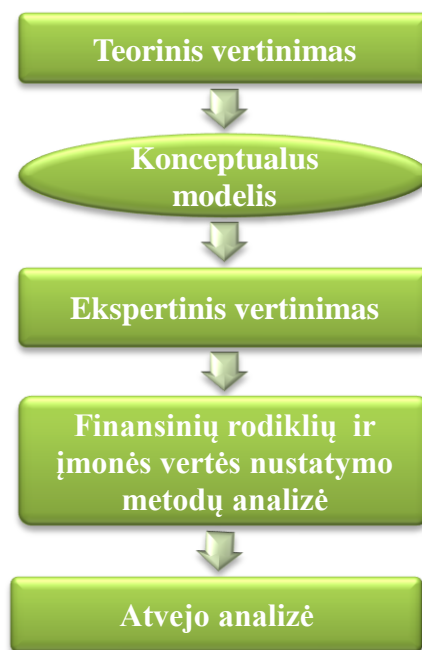 Teorinis vertinimas
Konceptualus
modelis
Ekspertinis vertinimas
Finansinių rodiklių ir
įmonės vertės nustatymo
metodų analizė
Atvejo analizė